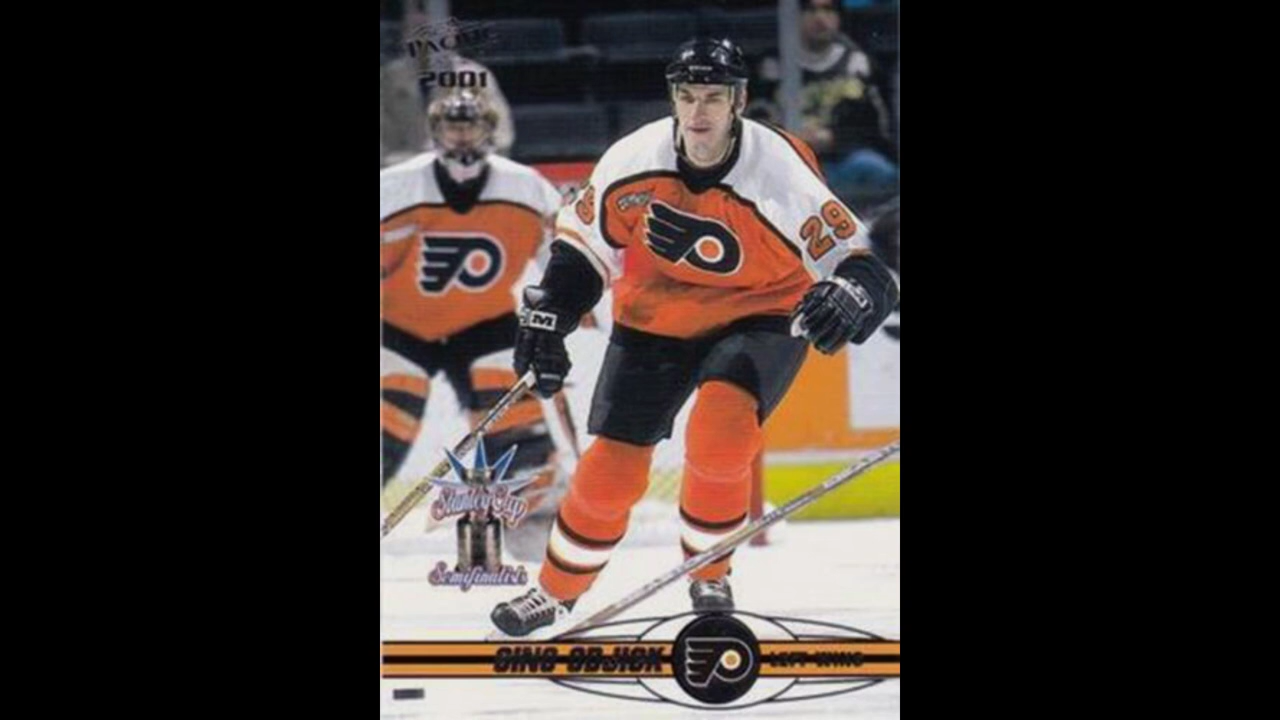 PACIFIC
2001
29
Stanley Cup
Semifinalists
GINO ODJICK
LEFT WING